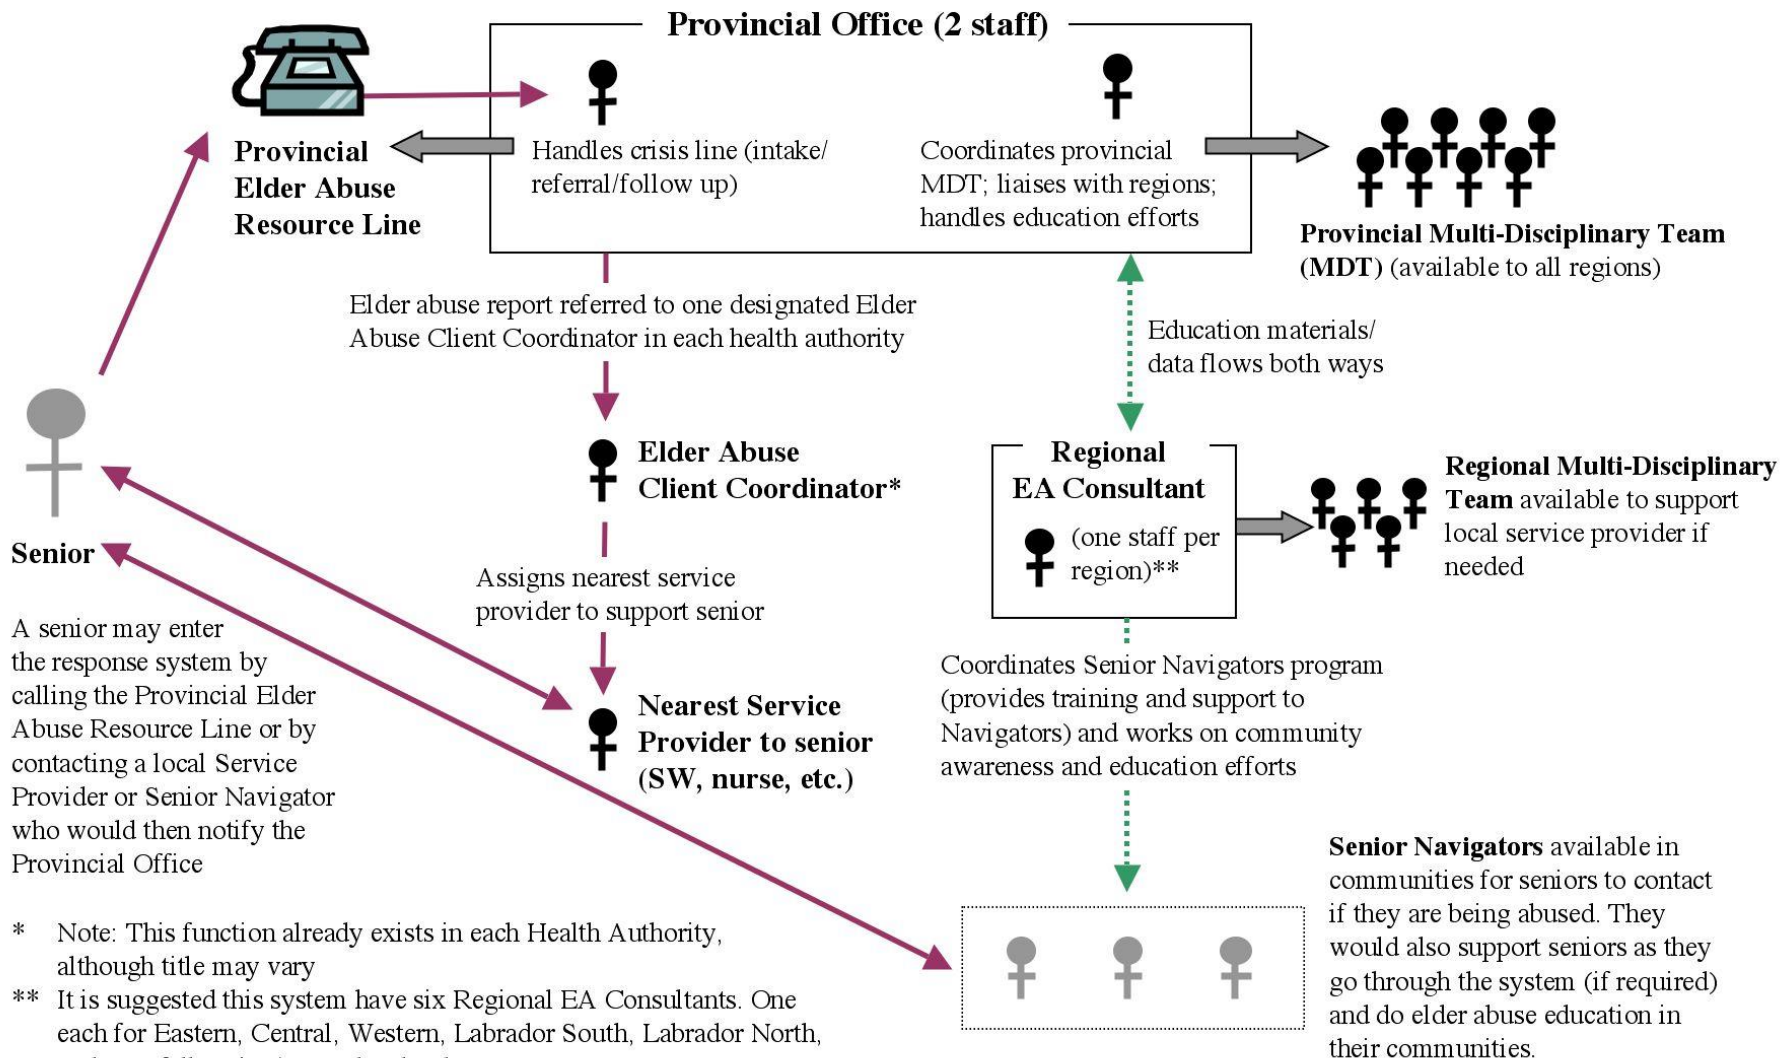 Provincial Office (2 staff)
Provincial
Elder Abuse
Resource Line
Handles crisis line (intake/
referral/follow up)
Coordinates provincial
MDT; liaises with regions;
handles education efforts
Provincial Multi-Disciplinary Team
(MDT) (available to all regions)
Elder abuse report referred to one designated Elder
Abuse Client Coordinator in each health authority
Education materials/
data flows both ways
Elder Abuse
Client Coordinator*
Regional
EA Consultant
(one staff per
region)**
Regional Multi-Disciplinary
Team available to support
local service provider if
needed
Senior
Assigns nearest service
provider to support senior
A senior may enter
the response system by
calling the Provincial Elder
Abuse Resource Line or by
contacting a local Service
Provider or Senior Navigator
who would then notify the
Provincial Office
Nearest Service
Provider to senior
(SW, nurse, etc.)
Coordinates Senior Navigators program
(provides training and support to
Navigators) and works on community
awareness and education efforts
Senior Navigators available in
communities for seniors to contact
if they are being abused. They
would also support seniors as they
go through the system (if required)
and do elder abuse education in
their communities.
* Note: This function already exists in each Health Authority,
although title may vary
** It is suggested this system have six Regional EA Consultants. One
each for Eastern, Central, Western, Labrador South, Labrador North,